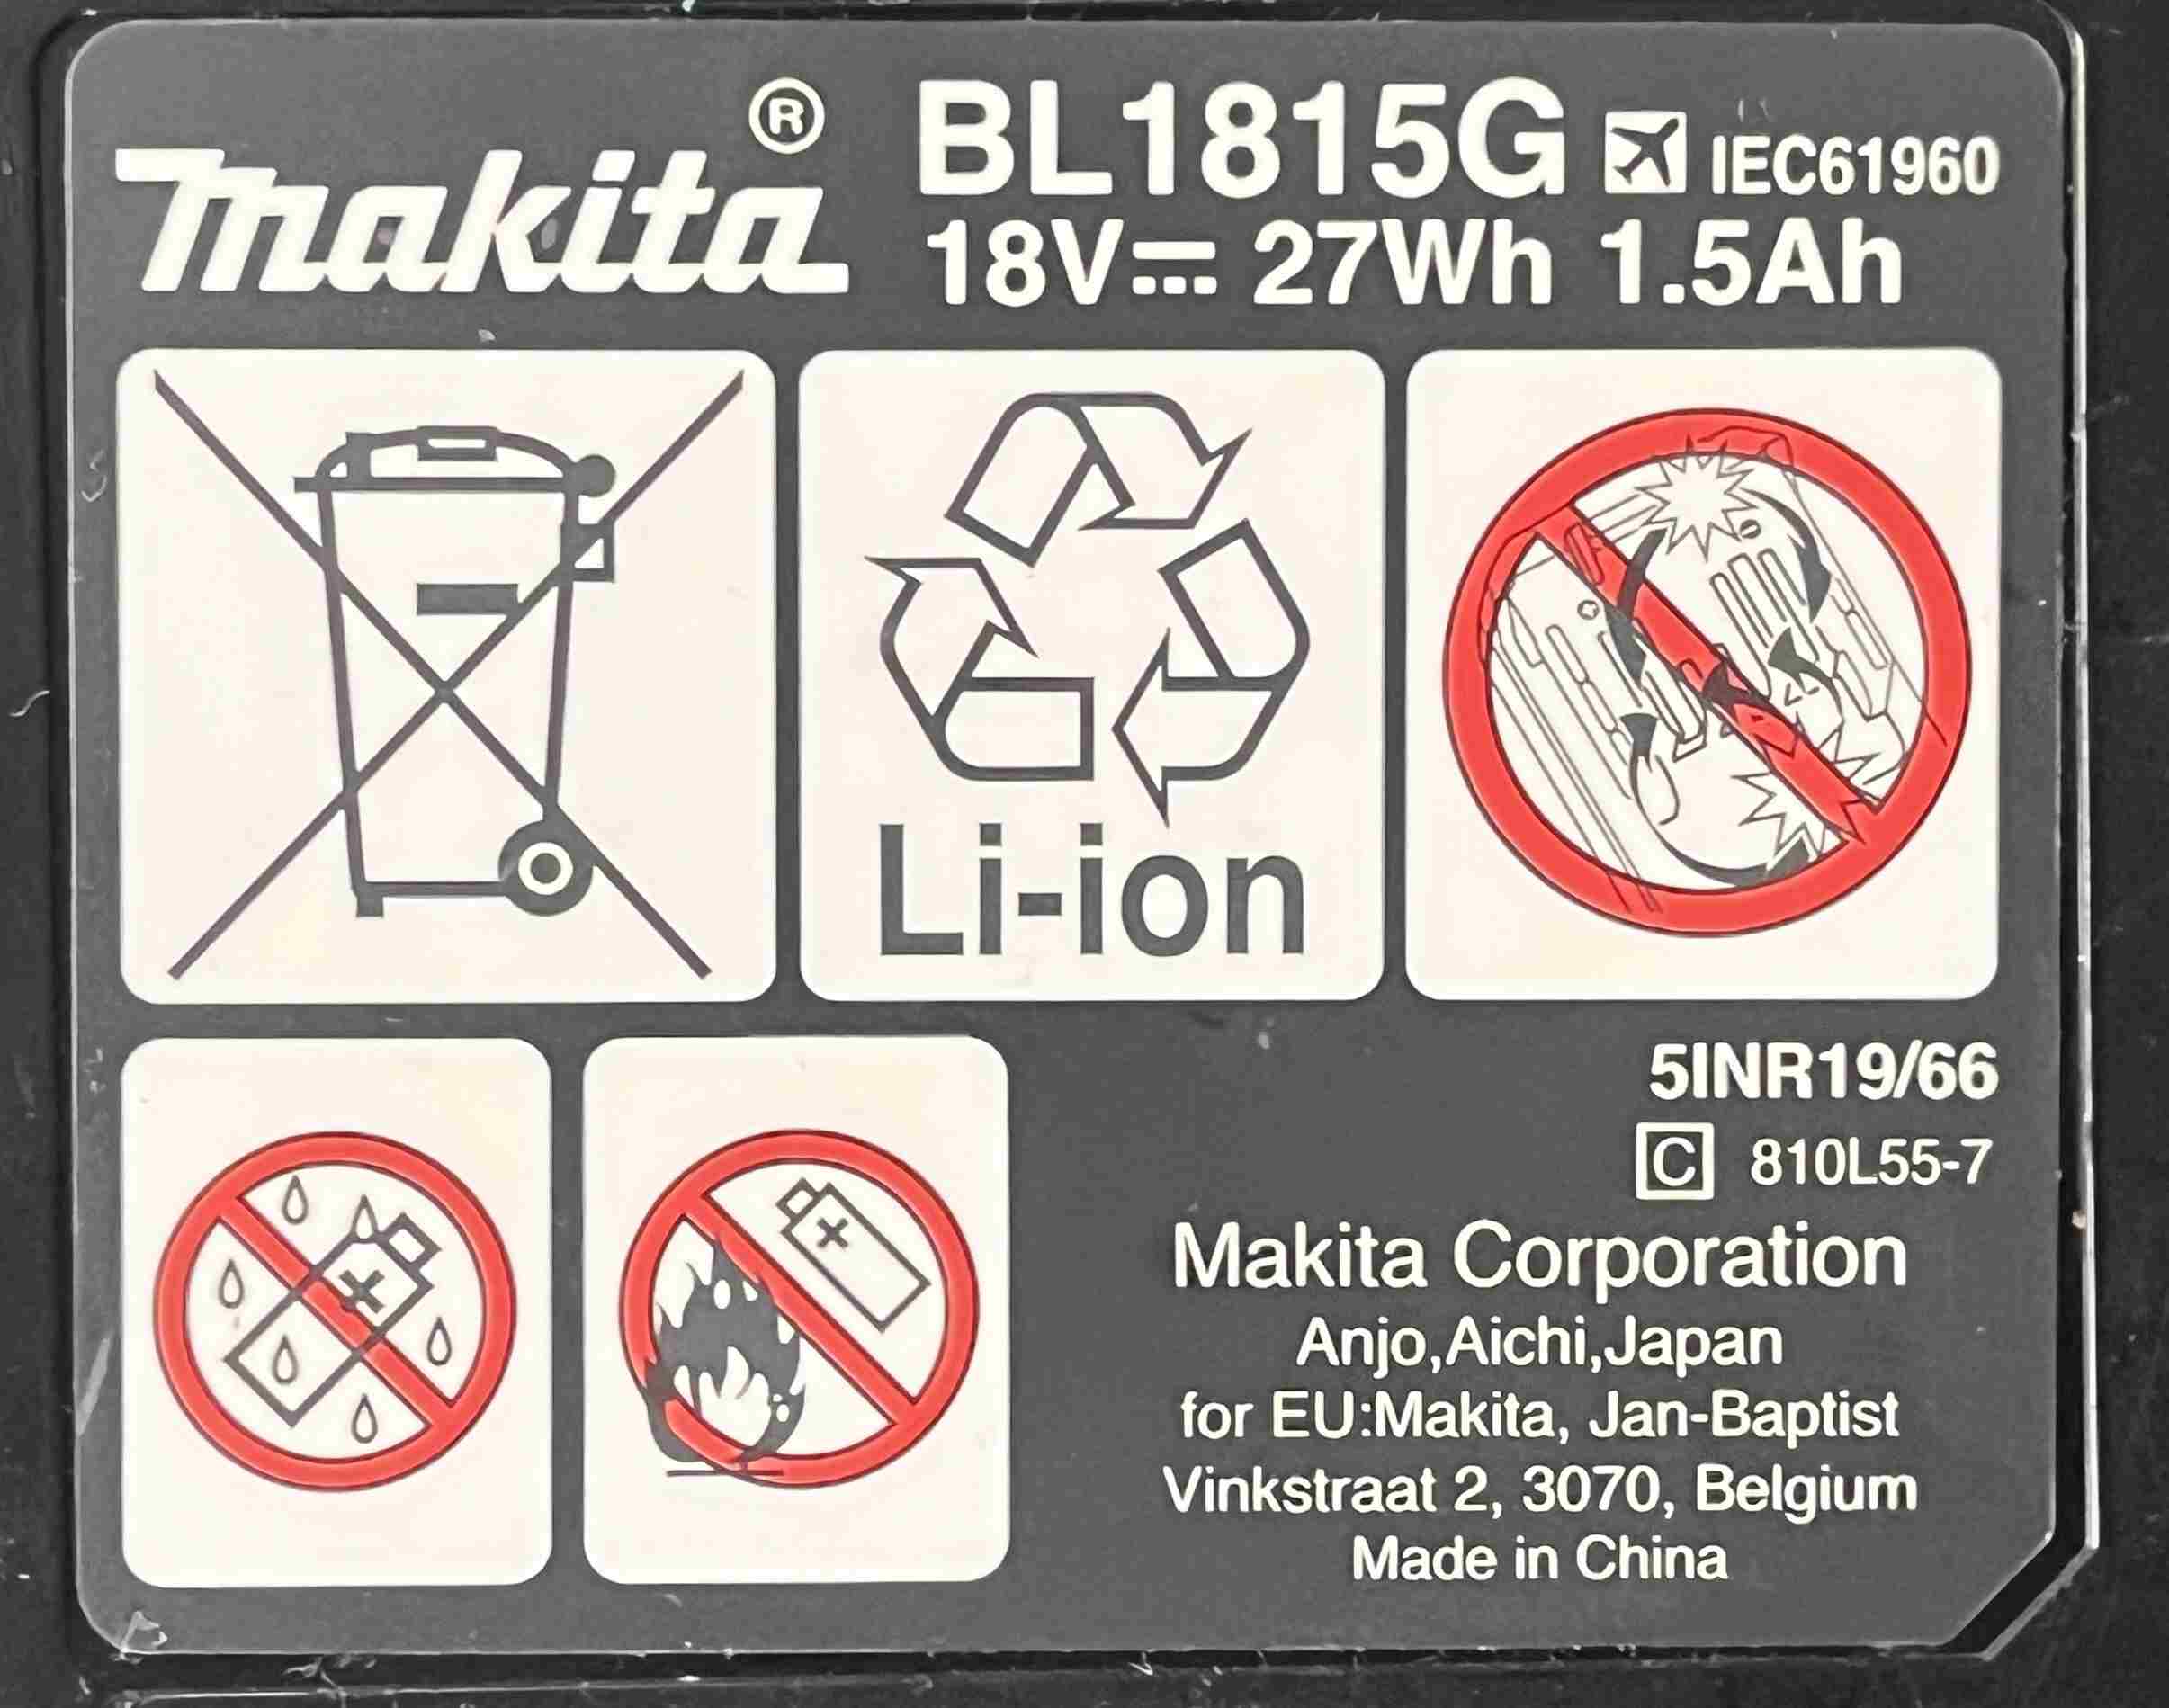 makita® BL1815G IEC61960
18V⎓ 27Wh 1.5Ah
Li-ion
5INR19/66
C 810L55-7
Makita Corporation
Anjo,Aichi,Japan
for EU:Makita, Jan-Baptist
Vinkstraat 2, 3070, Belgium
Made in China